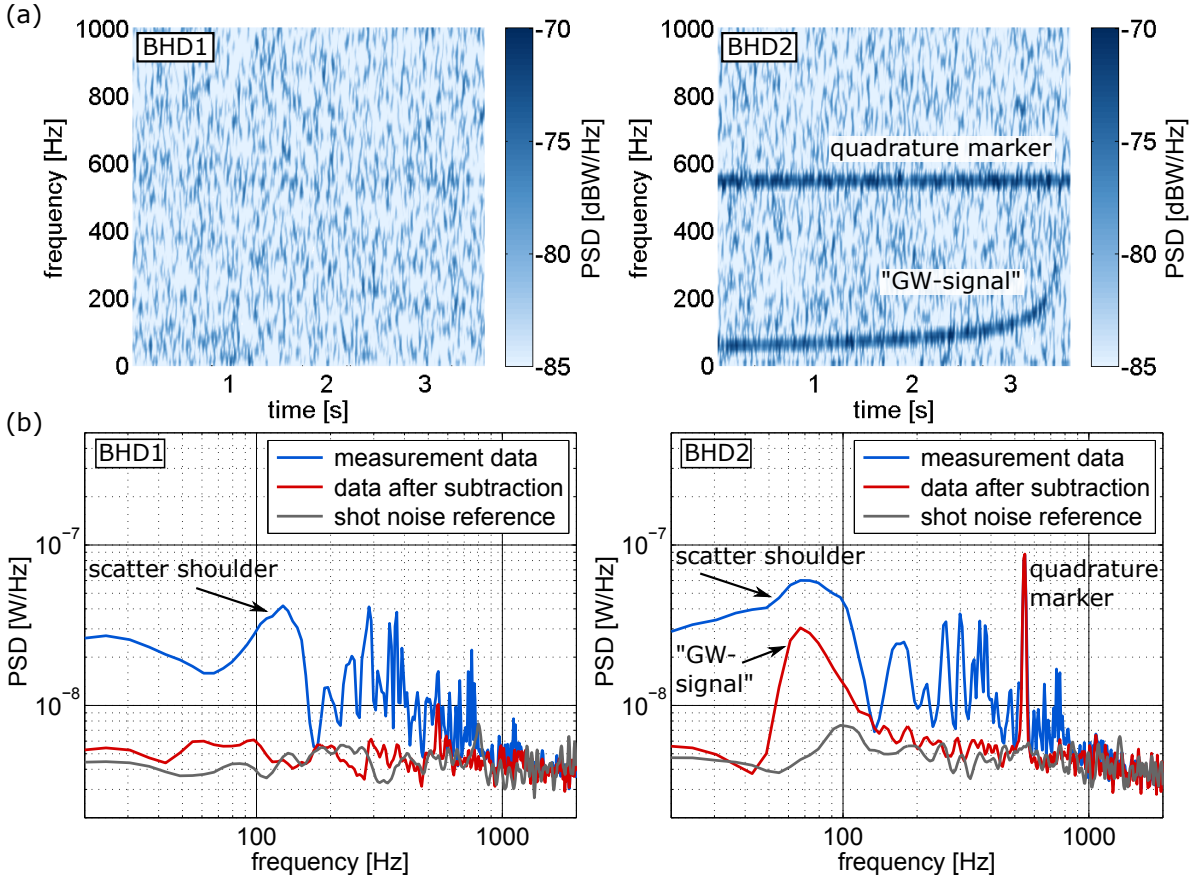 (a)
BHD1
1000
800
600
400
200
0
frequency [Hz]
1 2 3
time [s]
-70
-75
-80
-85
PSD [dBW/Hz]
BHD2
1000
800
600
400
200
0
frequency [Hz]
quadrature marker
"GW-signal"
1 2 3
time [s]
-70
-75
-80
-85
PSD [dBW/Hz]
(b)
BHD1
measurement data
data after subtraction
shot noise reference
scatter shoulder
10^-7
10^-8
PSD [W/Hz]
100 1000
frequency [Hz]
BHD2
measurement data
data after subtraction
shot noise reference
scatter shoulder
quadrature
marker
"GW-
signal"
10^-7
10^-8
PSD [W/Hz]
100 1000
frequency [Hz]